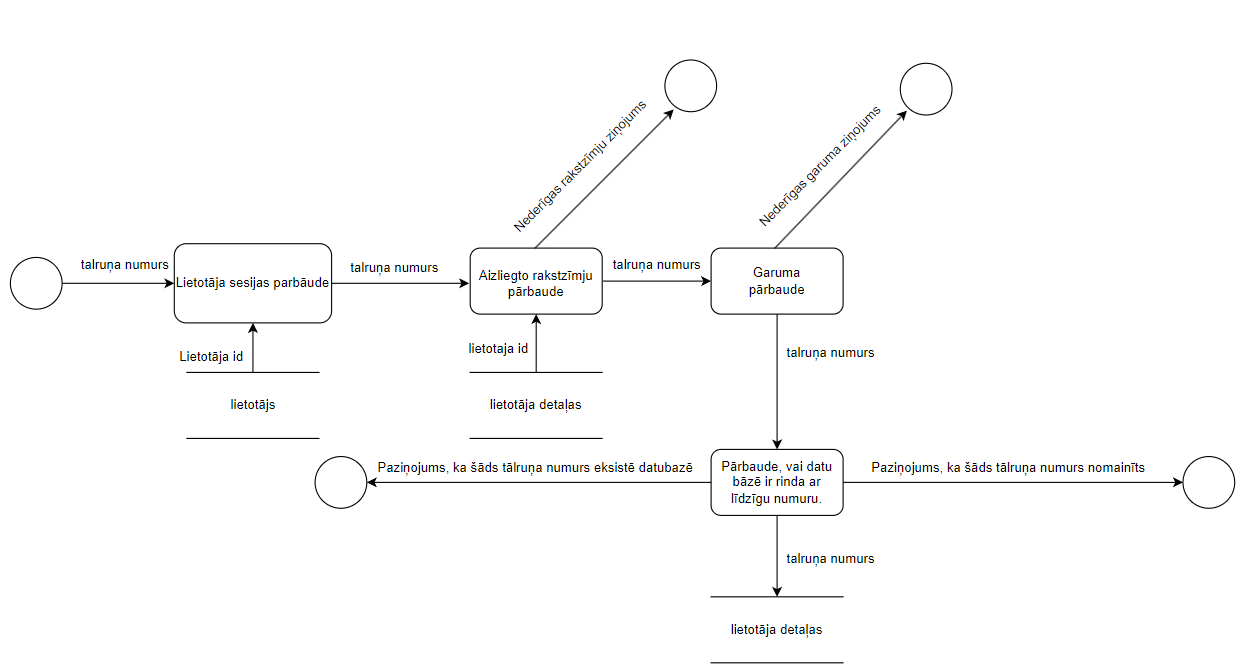 Nederīgas rakstzīmju ziņojums
Nederīgas garuma ziņojums
talruņa numurs
Lietotāja sesijas parbāude
talruņa numurs
Aizliegto rakstzīmju
pārbaude
talruņa numurs
Garuma
pārbaude
Lietotāja id
lietotājs
lietotaja id
lietotāja detaļas
talruņa numurs
Paziņojums, ka šāds tālruņa numurs eksistē datubazē
Pārbaude, vai datu
bāzē ir rinda ar
līdzīgu numuru.
Paziņojums, ka šāds tālruņa numurs nomainīts
talruņa numurs
lietotāja detaļas